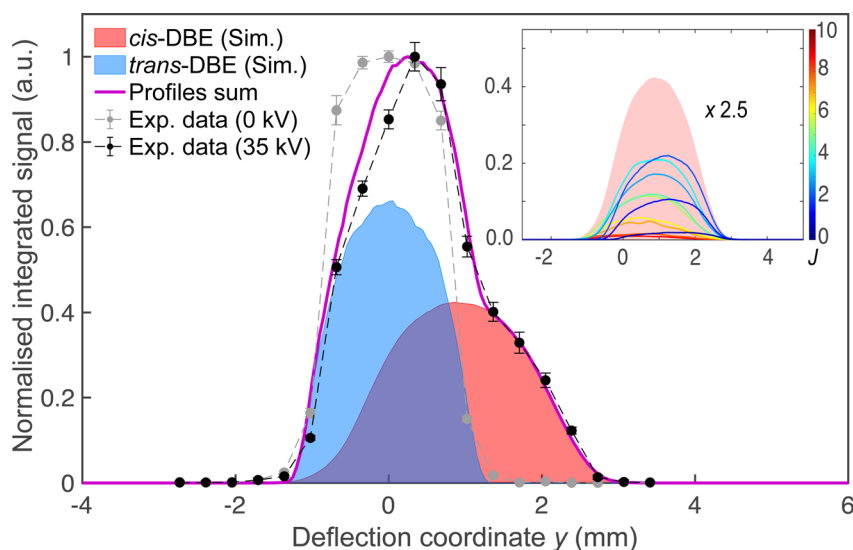 Normalised integrated signal (a.u.)
1
0.8
0.6
0.4
0.2
0
cis-DBE (Sim.)
trans-DBE (Sim.)
Profiles sum
Exp. data (0 kV)
Exp. data (35 kV)
0.4
0.2
0.0
x 2.5
-2
0
2
4
10
8
6
4
2
0
J
-4
-2
0
2
4
6
Deflection coordinate y (mm)